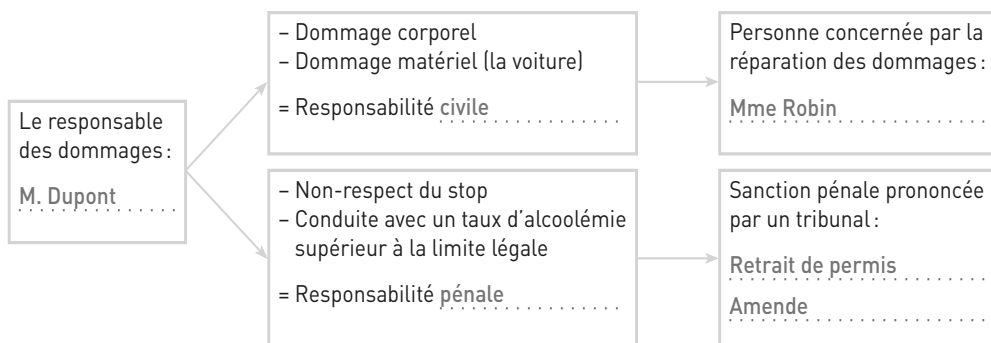 Le responsable
des dommages :
M. Dupont
– Dommage corporel
– Dommage matériel (la voiture)
= Responsabilité civile
Personne concernée par la
réparation des dommages :
Mme Robin
– Non-respect du stop
– Conduite avec un taux d’alcoolémie
supérieur à la limite légale
= Responsabilité pénale
Sanction pénale prononcée
par un tribunal :
Retrait de permis
Amende